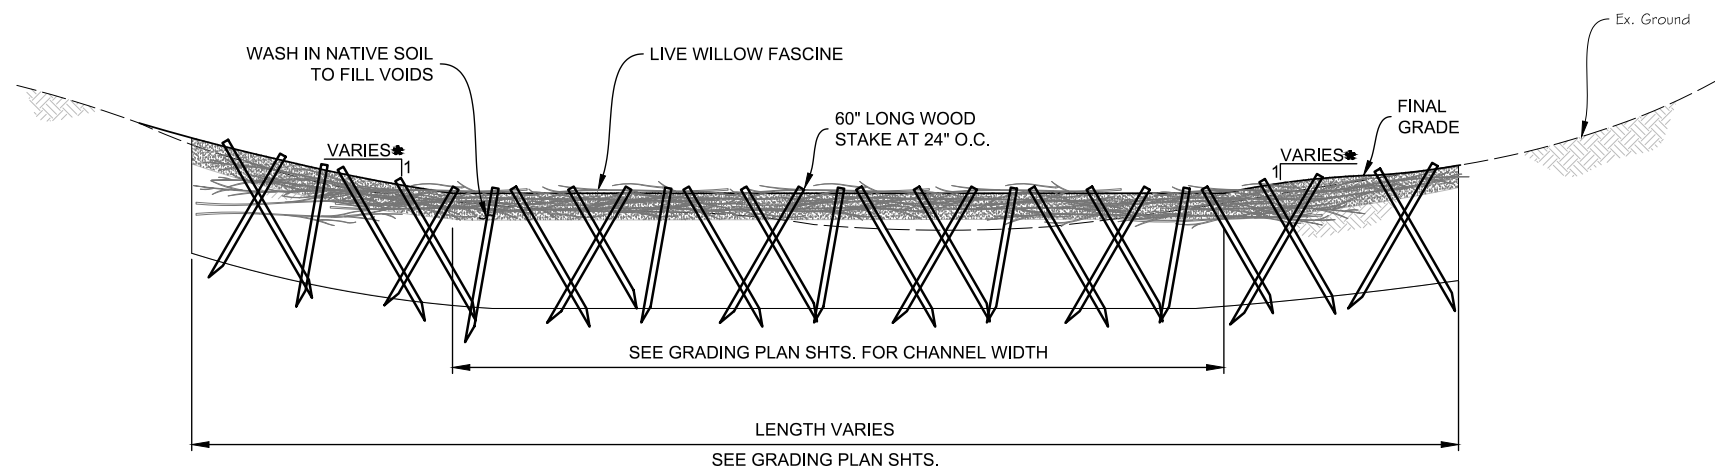 Ex. Ground
WASH IN NATIVE SOIL
TO FILL VOIDS
LIVE WILLOW FASCINE
60" LONG WOOD
STAKE AT 24" O.C.
FINAL
GRADE
VARIES*
1
VARIES*
1
SEE GRADING PLAN SHTS. FOR CHANNEL WIDTH
LENGTH VARIES
SEE GRADING PLAN SHTS.